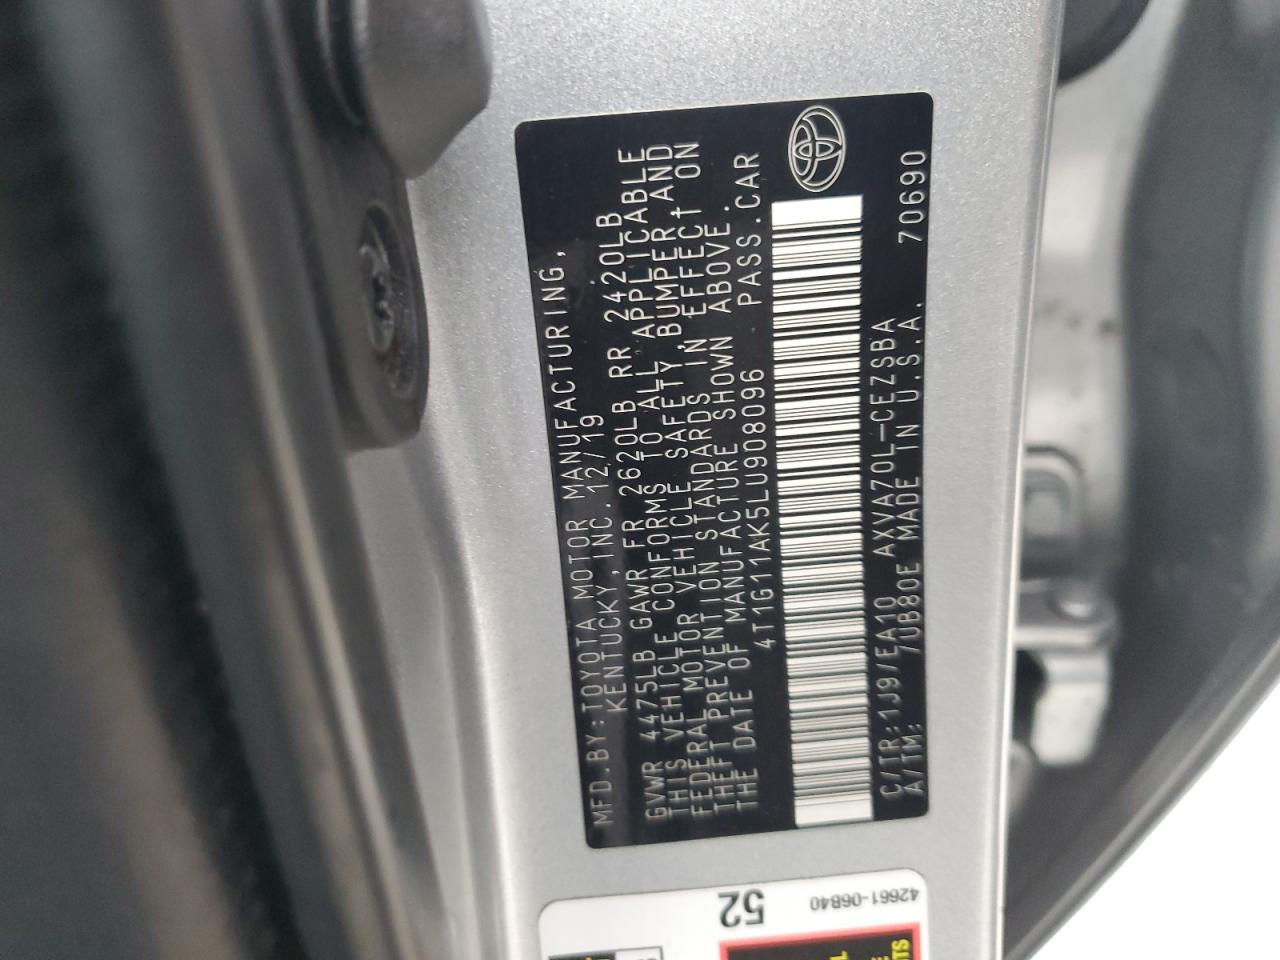 MFD.BY:TOYOTA MOTOR MANUFACTURING,
KENTUCKY,INC. 12/19
GVWR 4475LB GAWR FR 2620LB RR 2420LB
THIS VEHICLE CONFORMS TO ALL APPLICABLE
FEDERAL MOTOR VEHICLE SAFETY,BUMPER,AND
THEFT PREVENTION STANDARDS IN EFFECT ON
THE DATE OF MANUFACTURE SHOWN ABOVE.
4T1G11AK5LU908096 PASS.CAR
C/TR:1J9/EA10 AXVA70L-CEZSBA
A/TM: 70B80E MADE IN U.S.A. 70690
52
42661-06840